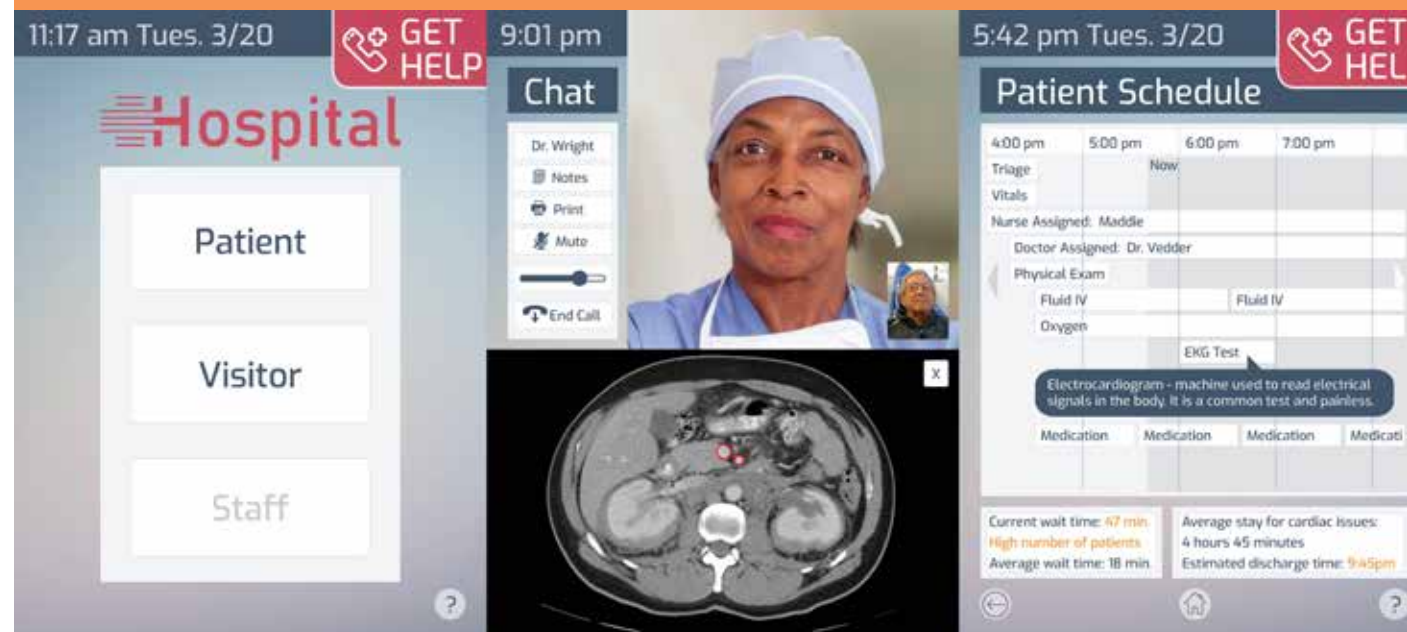 11:17 am Tues. 3/20
GET
HELP
Hospital
Patient
Visitor
Staff
?
9:01 pm
Chat
Dr. Wright
Notes
Print
Mute
End Call
X
5:42 pm Tues. 3/20
GET
HEL
Patient Schedule
4:00 pm 5:00 pm 6:00 pm 7:00 pm
Now
Triage
Vitals
Nurse Assigned: Maddie
Doctor Assigned: Dr. Vedder
Physical Exam
Fluid IV Fluid IV
Oxygen
EKG Test
Electrocardiogram - machine used to read electrical
signals in the body. It is a common test and painless.
Medication Medication Medication Medicati
Current wait time: 47 min.
High number of patients
Average wait time: 18 min.
Average stay for cardiac issues:
4 hours 45 minutes
Estimated discharge time: 9:45pm
?